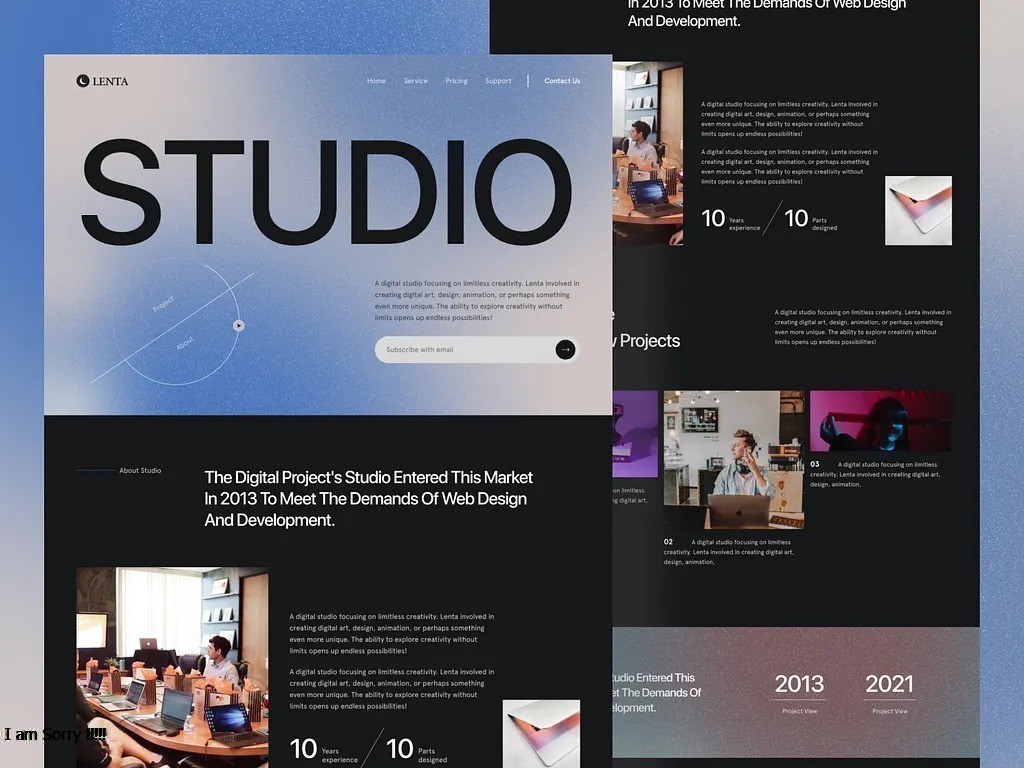 LENTA
Home Service Pricing Support Contact Us
STUDIO
Project
About
A digital studio focusing on limitless creativity. Lenta involved in
creating digital art, design, animation, or perhaps something
even more unique. The ability to explore creativity without
limits opens up endless possibilities!
Subscribe with email
About Studio
The Digital Project's Studio Entered This Market
In 2013 To Meet The Demands Of Web Design
And Development.
A digital studio focusing on limitless creativity. Lenta involved in
creating digital art, design, animation, or perhaps something
even more unique. The ability to explore creativity without
limits opens up endless possibilities!
A digital studio focusing on limitless creativity. Lenta involved in
creating digital art, design, animation, or perhaps something
even more unique. The ability to explore creativity without
limits opens up endless possibilities!
10 Years
experience
10 Parts
designed
I am Sorry !!!!!
In 2013 To Meet The Demands Of Web Design
And Development.
A digital studio focusing on limitless creativity. Lenta involved in
creating digital art, design, animation, or perhaps something
even more unique. The ability to explore creativity without
limits opens up endless possibilities!
A digital studio focusing on limitless creativity. Lenta involved in
creating digital art, design, animation, or perhaps something
even more unique. The ability to explore creativity without
limits opens up endless possibilities!
10 Years
experience
10 Parts
designed
Projects
A digital studio focusing on limitless creativity. Lenta involved in
creating digital art, design, animation, or perhaps something
even more unique. The ability to explore creativity without
limits opens up endless possibilities!
on limitless
digital art,
02 A digital studio focusing on limitless
creativity. Lenta involved in creating digital art,
design, animation,
03 A digital studio focusing on limitless
creativity. Lenta involved in creating digital art,
design, animation,
tudio Entered This
et The Demands Of
elopment.
2013
Project View
2021
Project View